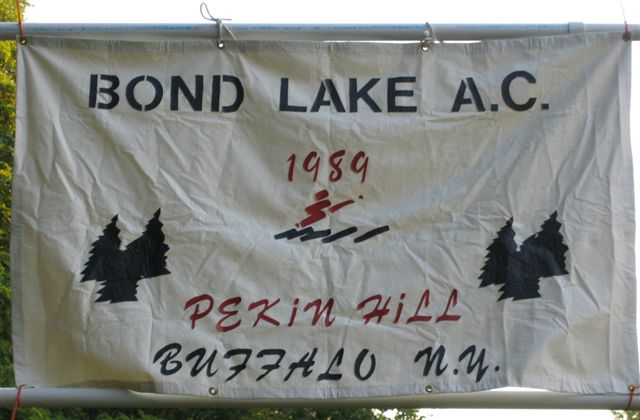 BOND LAKE A.C.
1989
PEKiN HiLL
BUFFALO N.Y.